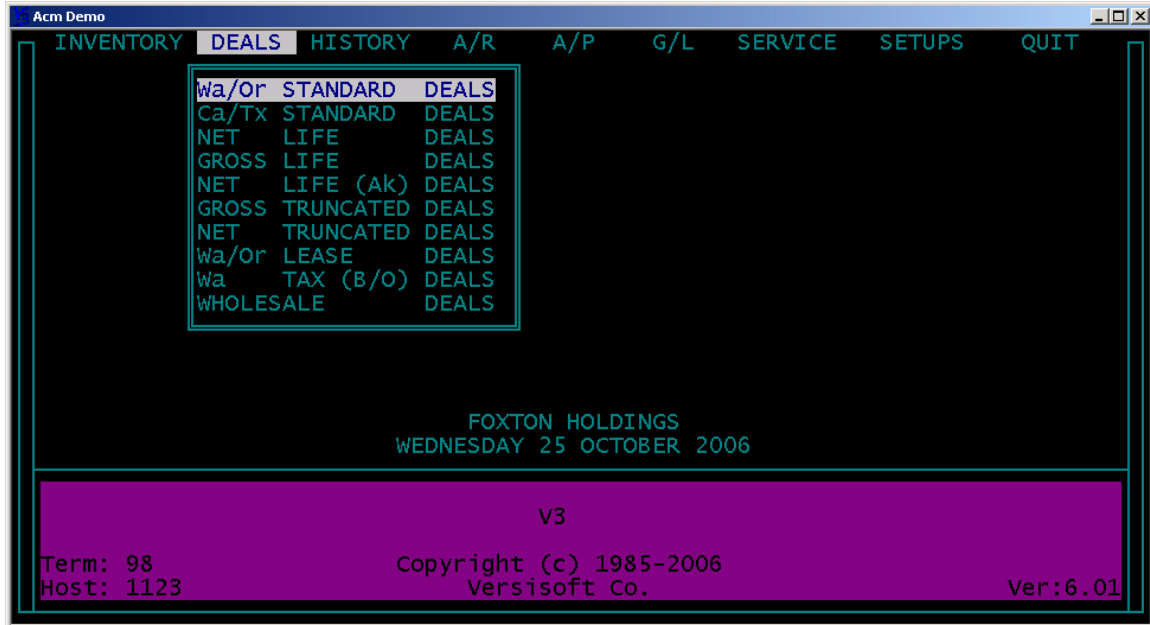 Acm Demo
INVENTORY DEALS HISTORY A/R A/P G/L SERVICE SETUPS QUIT
Wa/Or STANDARD DEALS
Ca/Tx STANDARD DEALS
NET LIFE DEALS
GROSS LIFE DEALS
NET LIFE (Ak) DEALS
GROSS TRUNCATED DEALS
NET TRUNCATED DEALS
Wa/Or LEASE DEALS
Wa TAX (B/O) DEALS
WHOLESALE DEALS
FOXTON HOLDINGS
WEDNESDAY 25 OCTOBER 2006
V3
Term: 98 Copyright (c) 1985-2006
Host: 1123 Versisoft Co. Ver:6.01